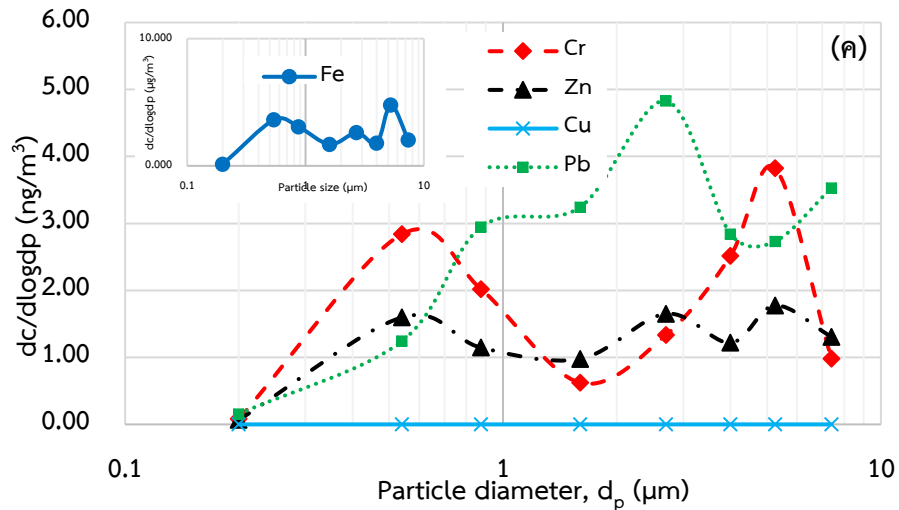 6.00
5.00
4.00
3.00
2.00
1.00
0.00
dc/dlogdp (ng/m³)
0.1
1
10
Particle diameter, dₚ (µm)
(ค)
Cr
Zn
Cu
Pb
10.000
0.000
dc/dlogdp (µg/m³)
Fe
0.1
1
10
Particle size (µm)